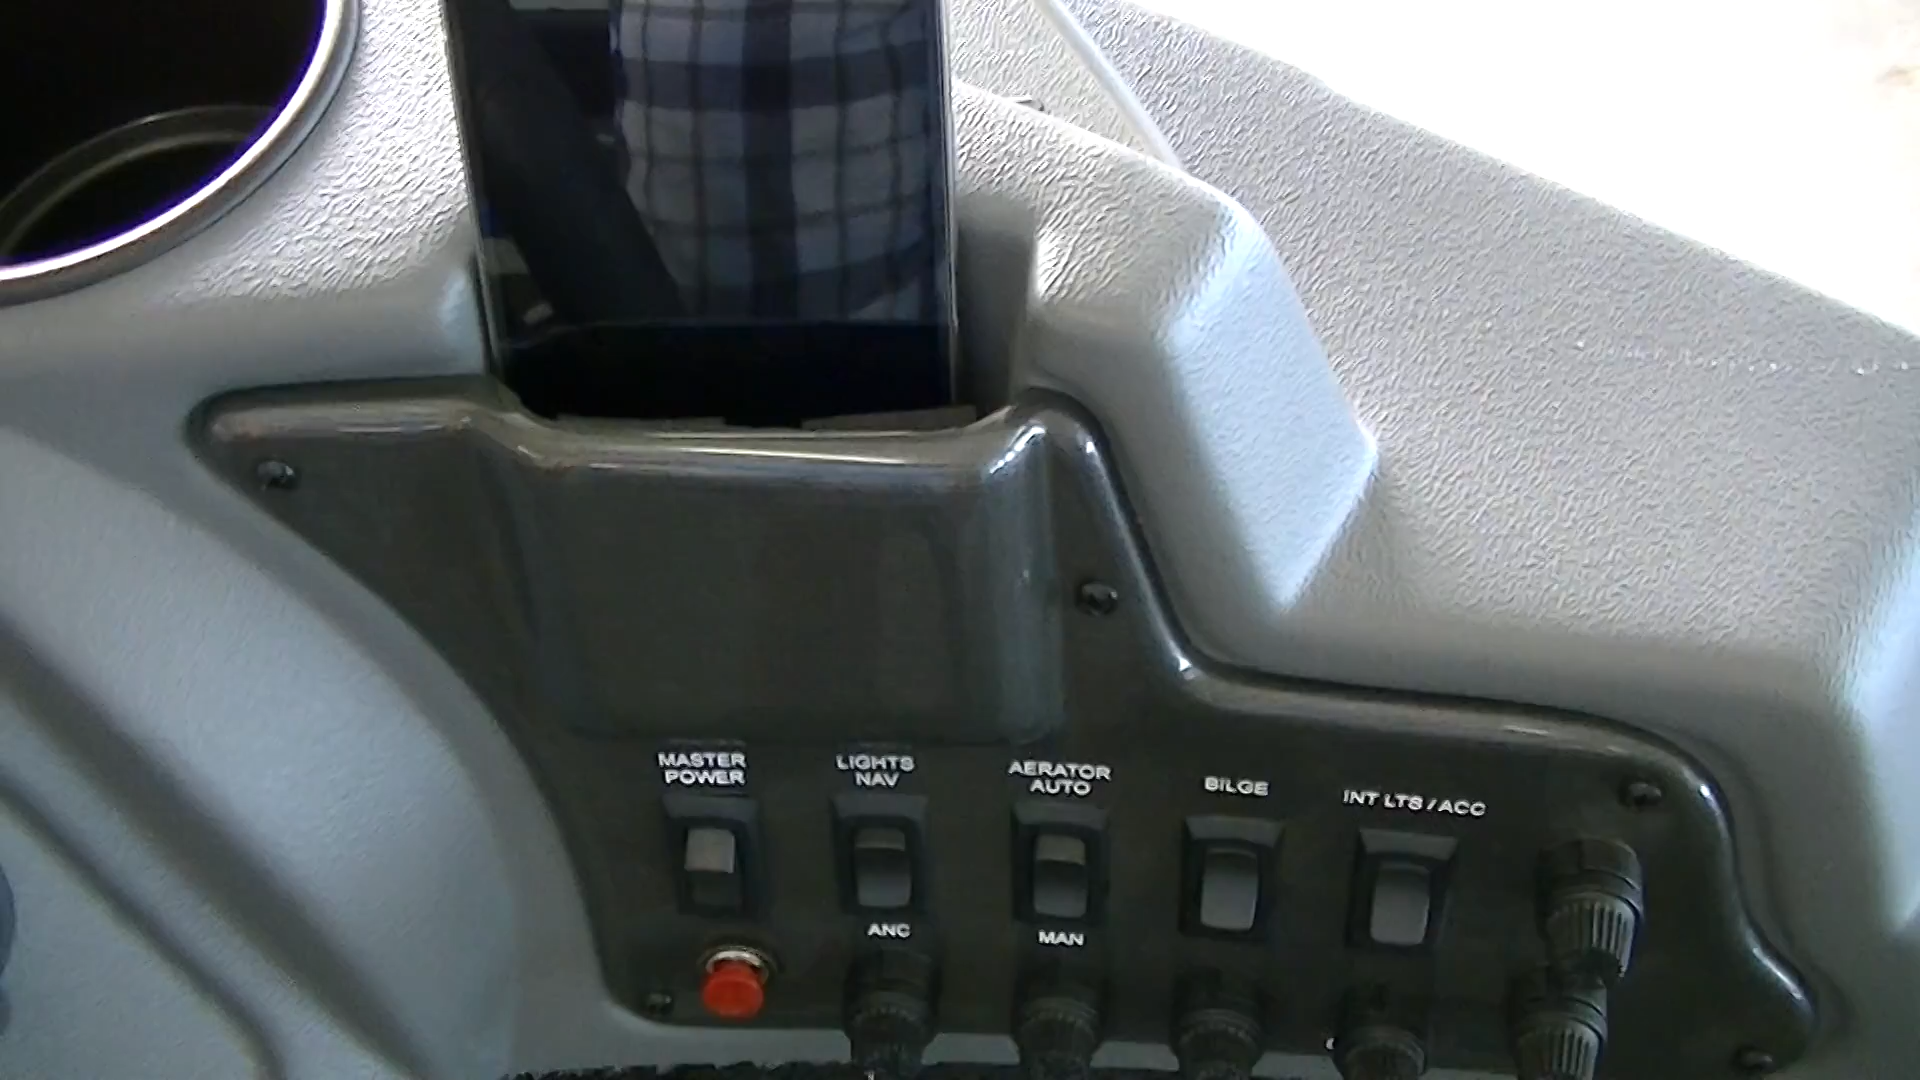 MASTER
POWER
LIGHTS
NAV
AERATOR
AUTO
BILGE
INT LTS / ACC
ANC
MAN